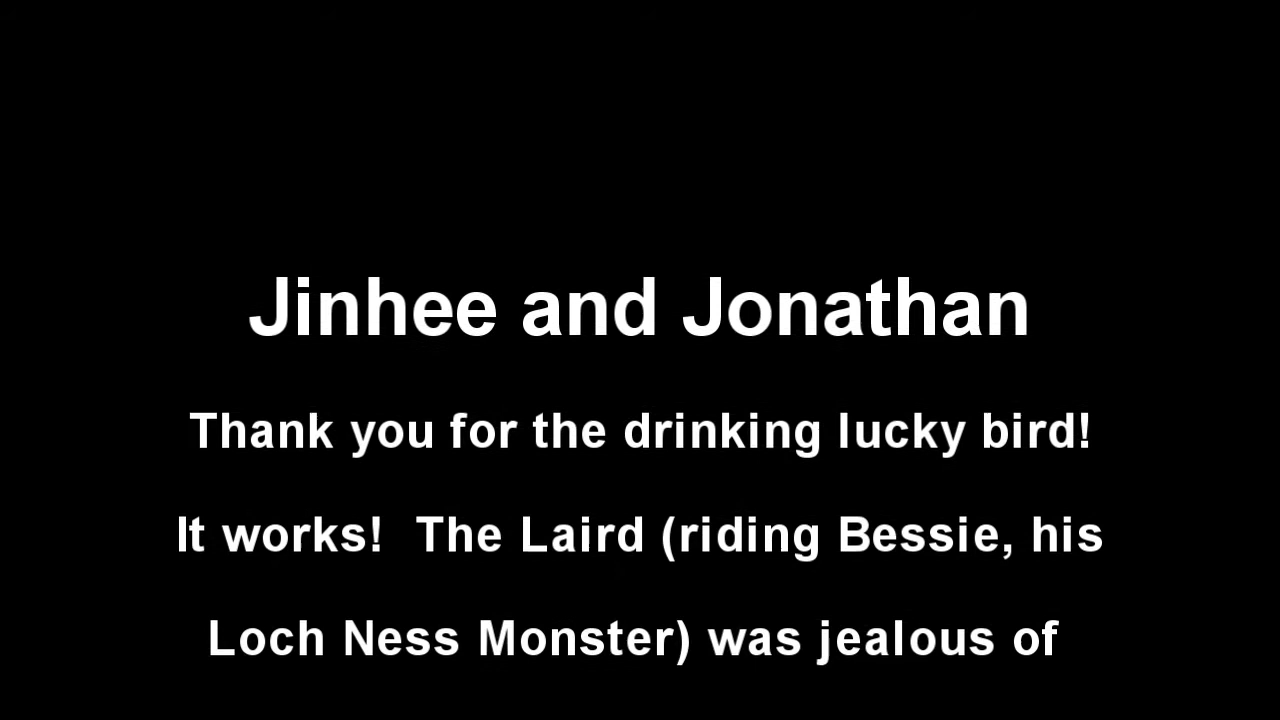 Jinhee and Jonathan
Thank you for the drinking lucky bird!
It works!  The Laird (riding Bessie, his
Loch Ness Monster) was jealous of